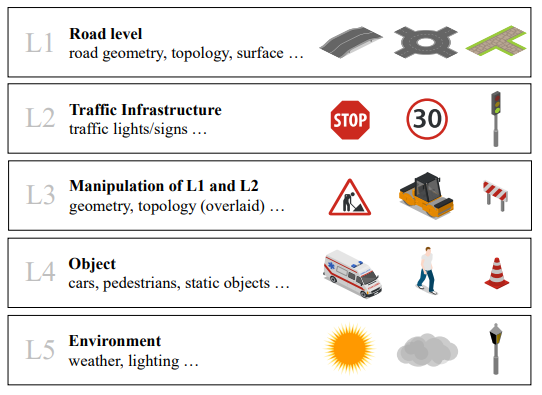 L1
Road level
road geometry, topology, surface …
L2
Traffic Infrastructure
traffic lights/signs …
STOP
30
L3
Manipulation of L1 and L2
geometry, topology (overlaid) …
L4
Object
cars, pedestrians, static objects …
L5
Environment
weather, lighting …